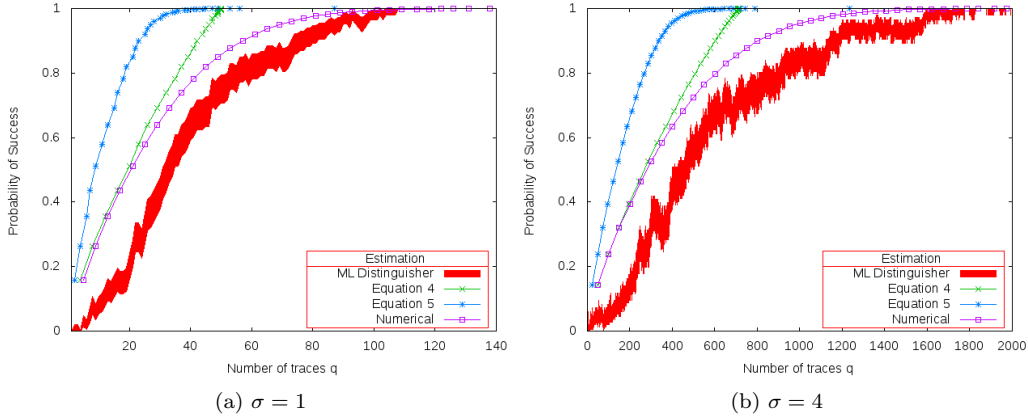 Probability of Success
1
0.8
0.6
0.4
0.2
0
20 40 60 80 100 120 140
Number of traces q
Estimation
ML Distinguisher
Equation 4
Equation 5
Numerical
(a) σ = 1
Probability of Success
1
0.8
0.6
0.4
0.2
0
0 200 400 600 800 1000 1200 1400 1600 1800 2000
Number of traces q
Estimation
ML Distinguisher
Equation 4
Equation 5
Numerical
(b) σ = 4